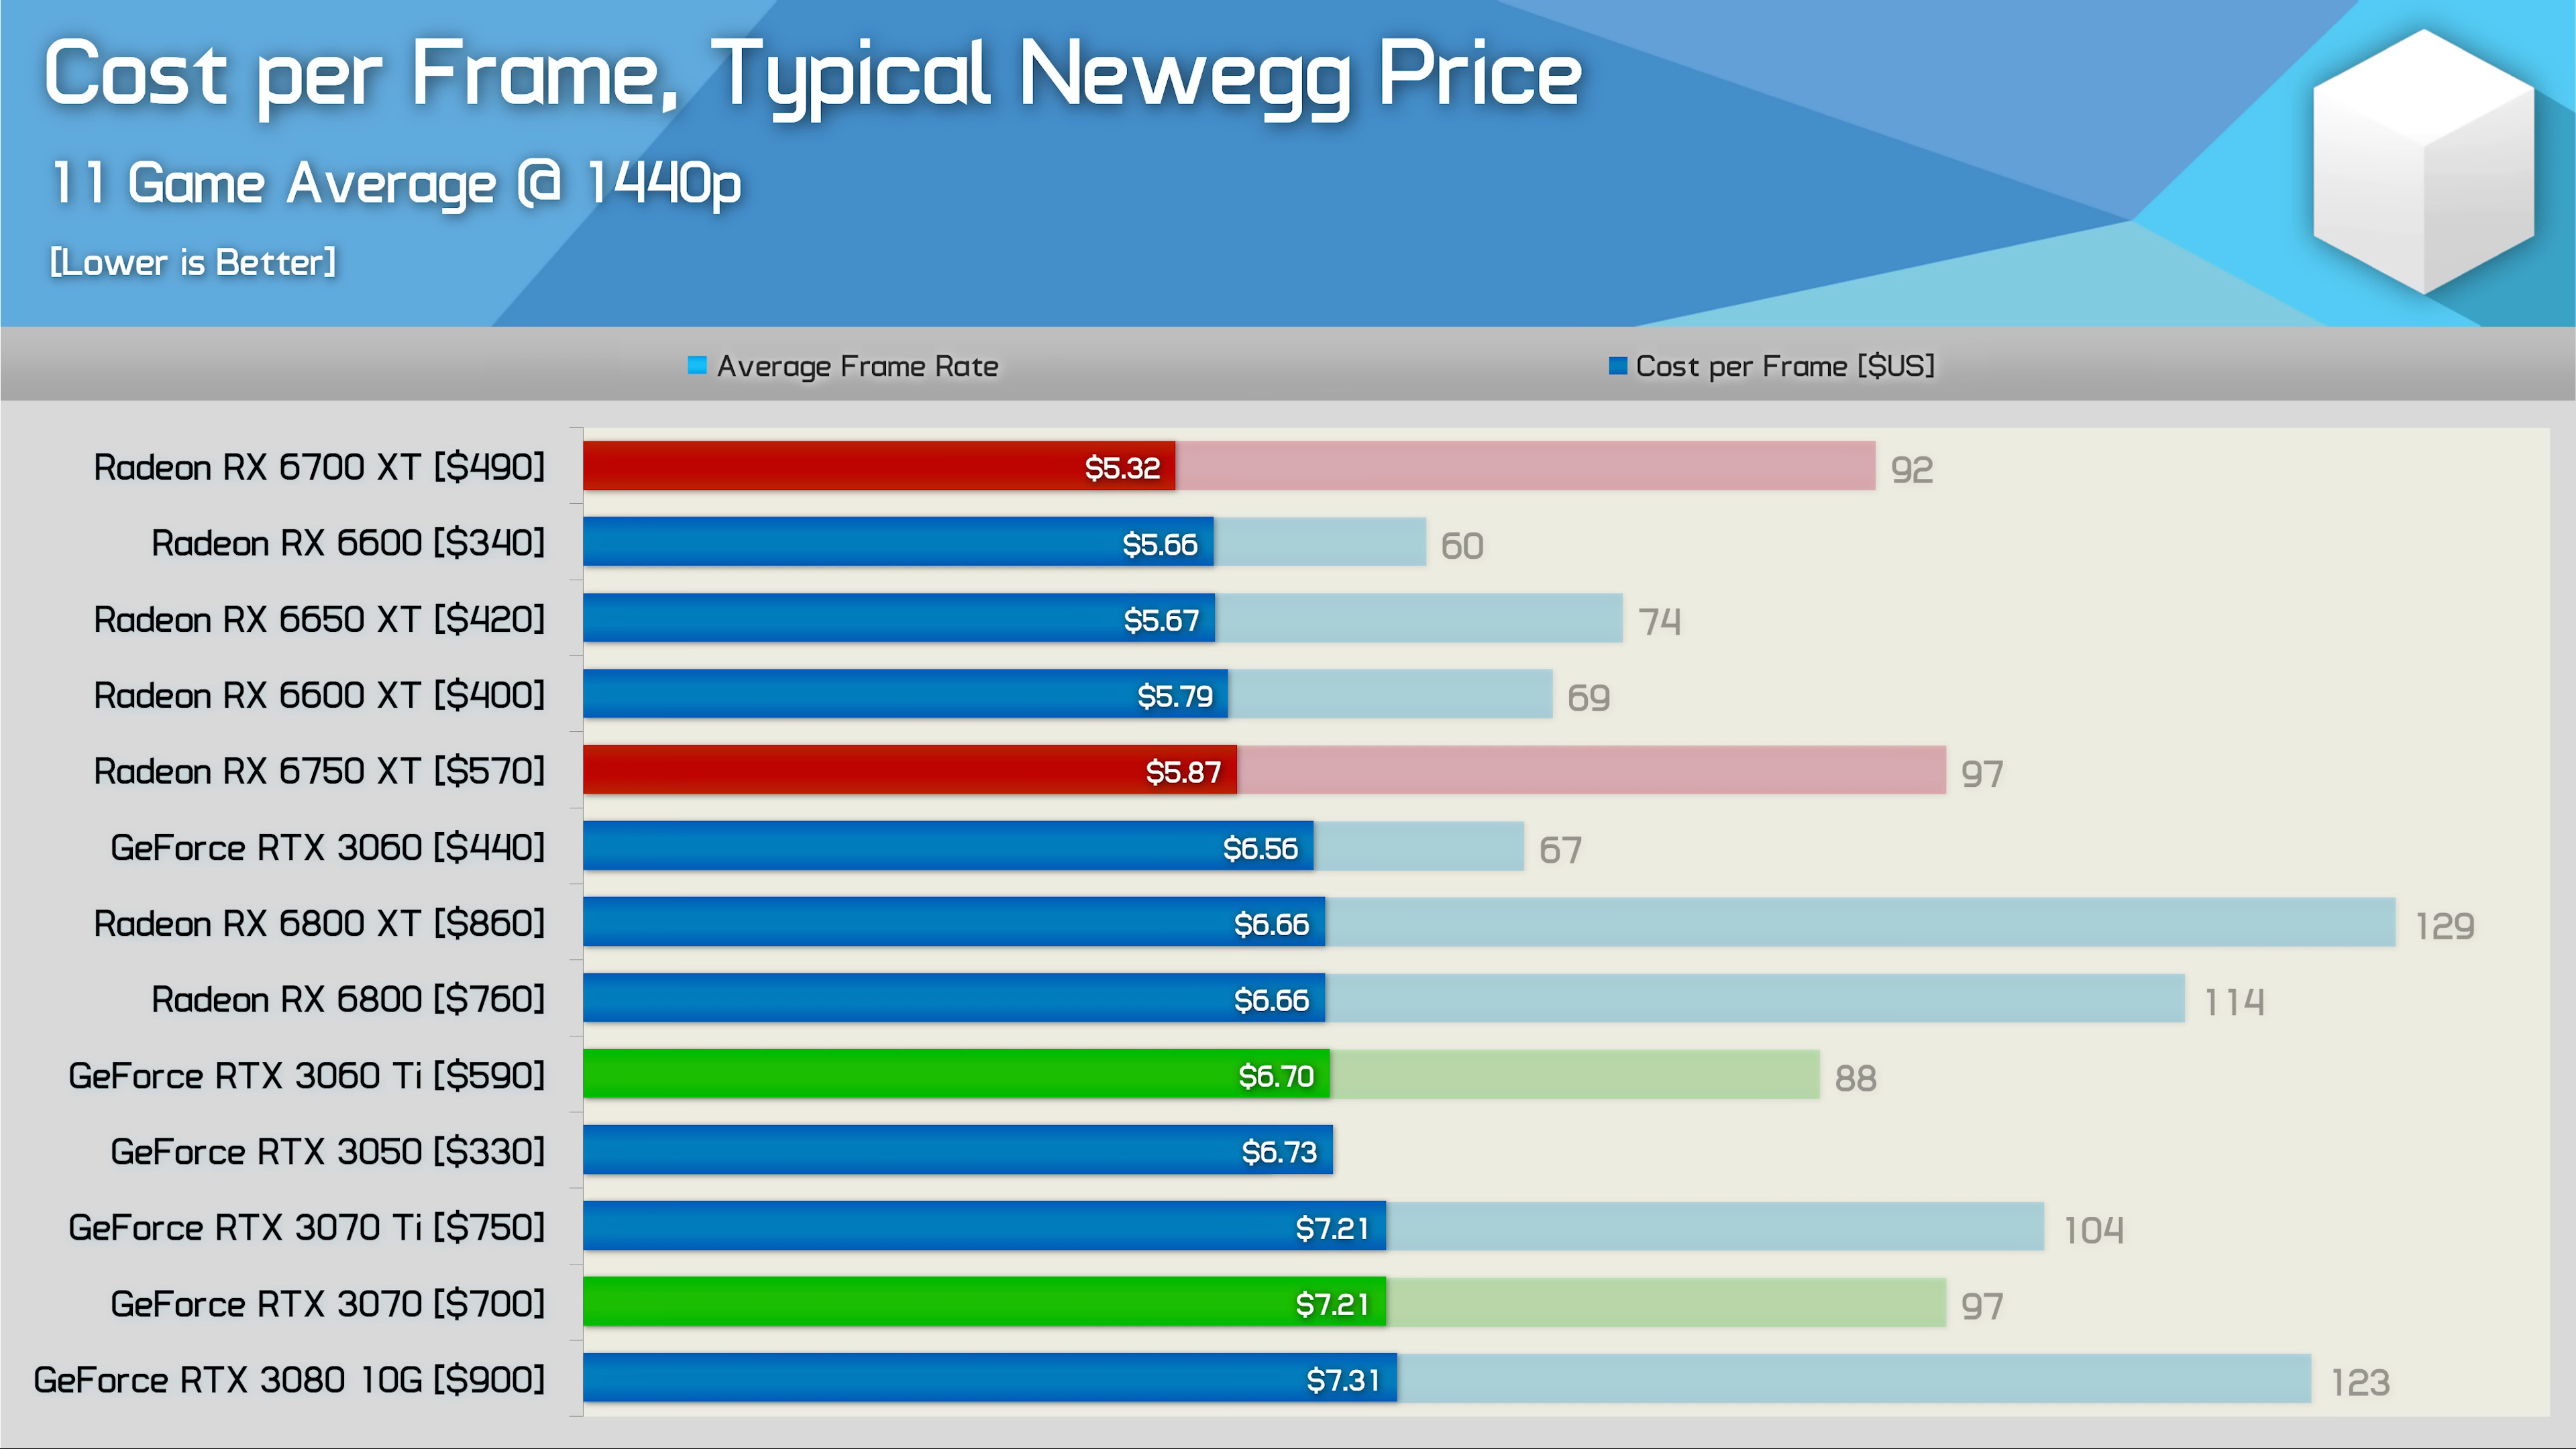 Cost per Frame, Typical Newegg Price
11 Game Average @ 1440p
[Lower is Better]
Average Frame Rate
Cost per Frame [$US]
Radeon RX 6700 XT [$490] $5.32 92
Radeon RX 6600 [$340] $5.66 60
Radeon RX 6650 XT [$420] $5.67 74
Radeon RX 6600 XT [$400] $5.79 69
Radeon RX 6750 XT [$570] $5.87 97
GeForce RTX 3060 [$440] $6.56 67
Radeon RX 6800 XT [$860] $6.66 129
Radeon RX 6800 [$760] $6.66 114
GeForce RTX 3060 Ti [$590] $6.70 88
GeForce RTX 3050 [$330] $6.73
GeForce RTX 3070 Ti [$750] $7.21 104
GeForce RTX 3070 [$700] $7.21 97
GeForce RTX 3080 10G [$900] $7.31 123